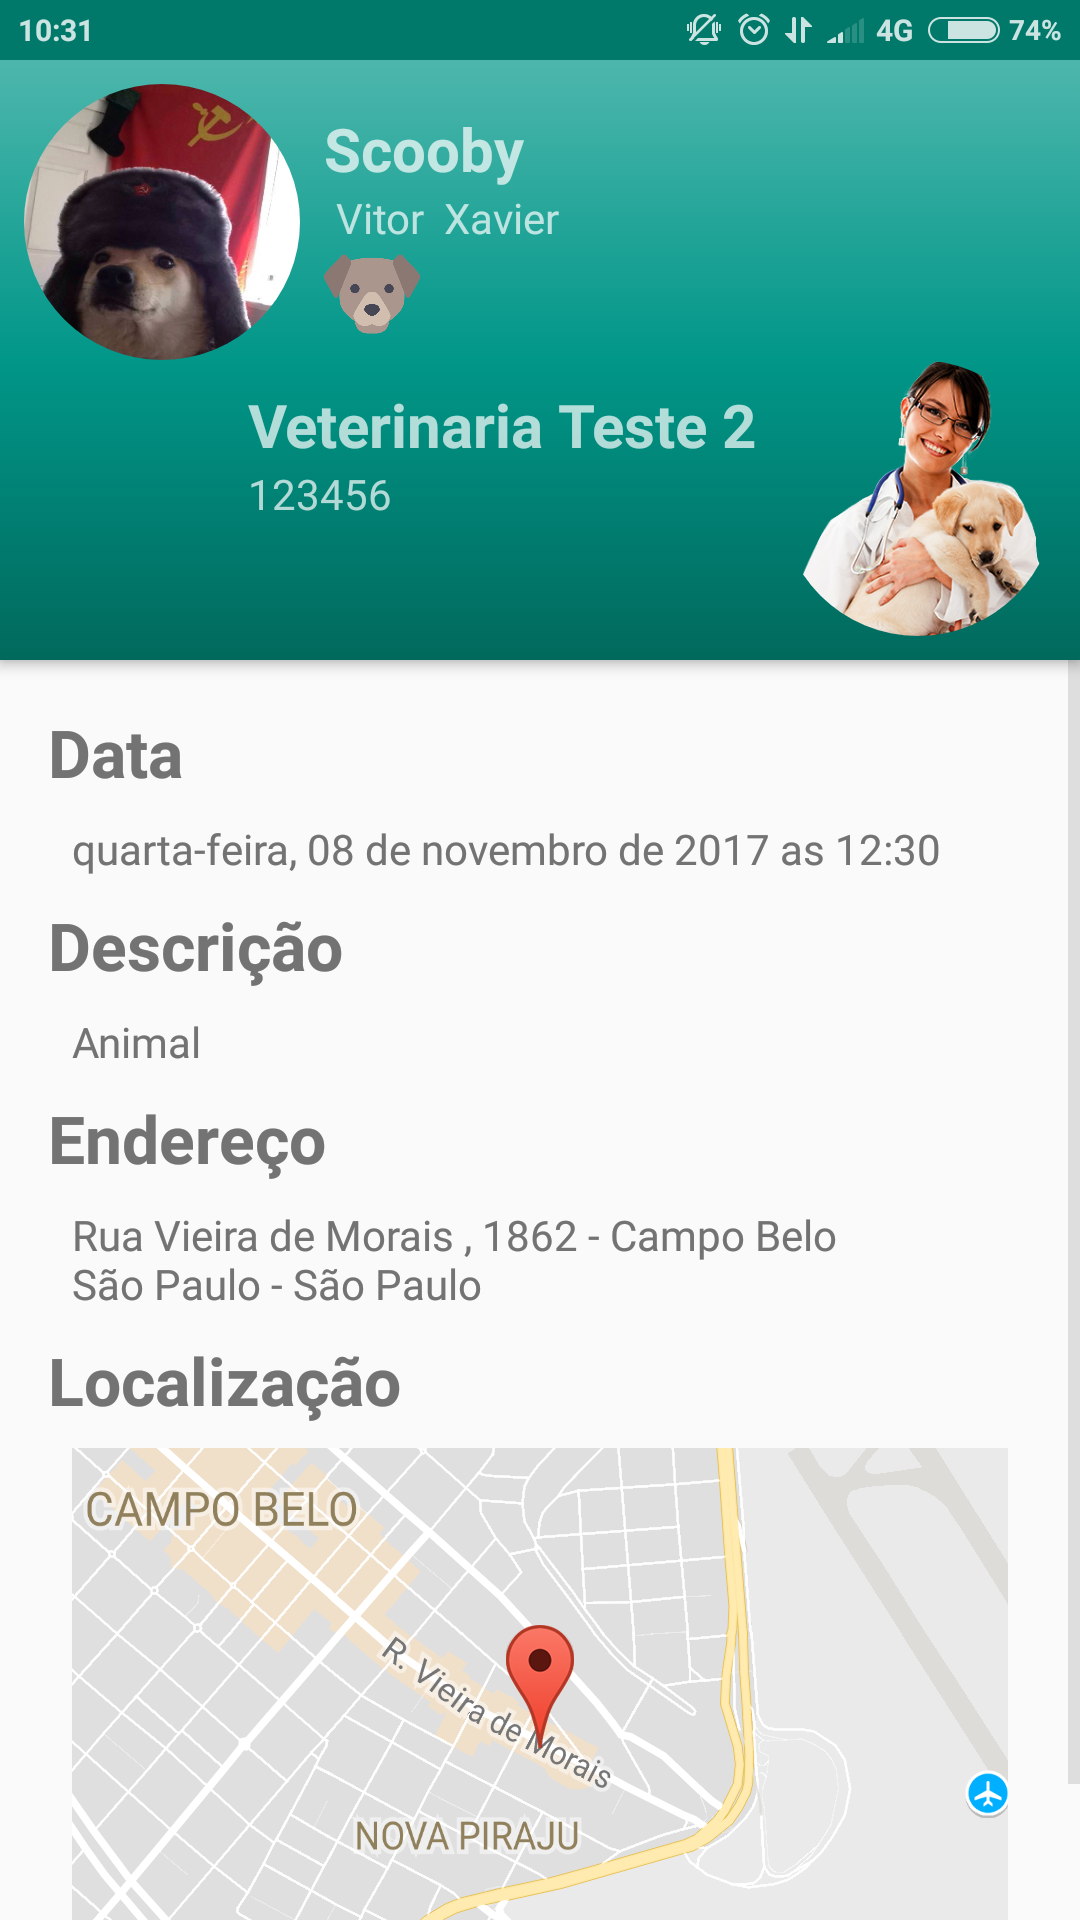 10:31 4G 74%
Scooby
Vitor Xavier
Veterinaria Teste 2
123456
Data
quarta-feira, 08 de novembro de 2017 as 12:30
Descrição
Animal
Endereço
Rua Vieira de Morais , 1862 - Campo Belo
São Paulo - São Paulo
Localização
CAMPO BELO
R. Vieira de Morais
NOVA PIRAJU